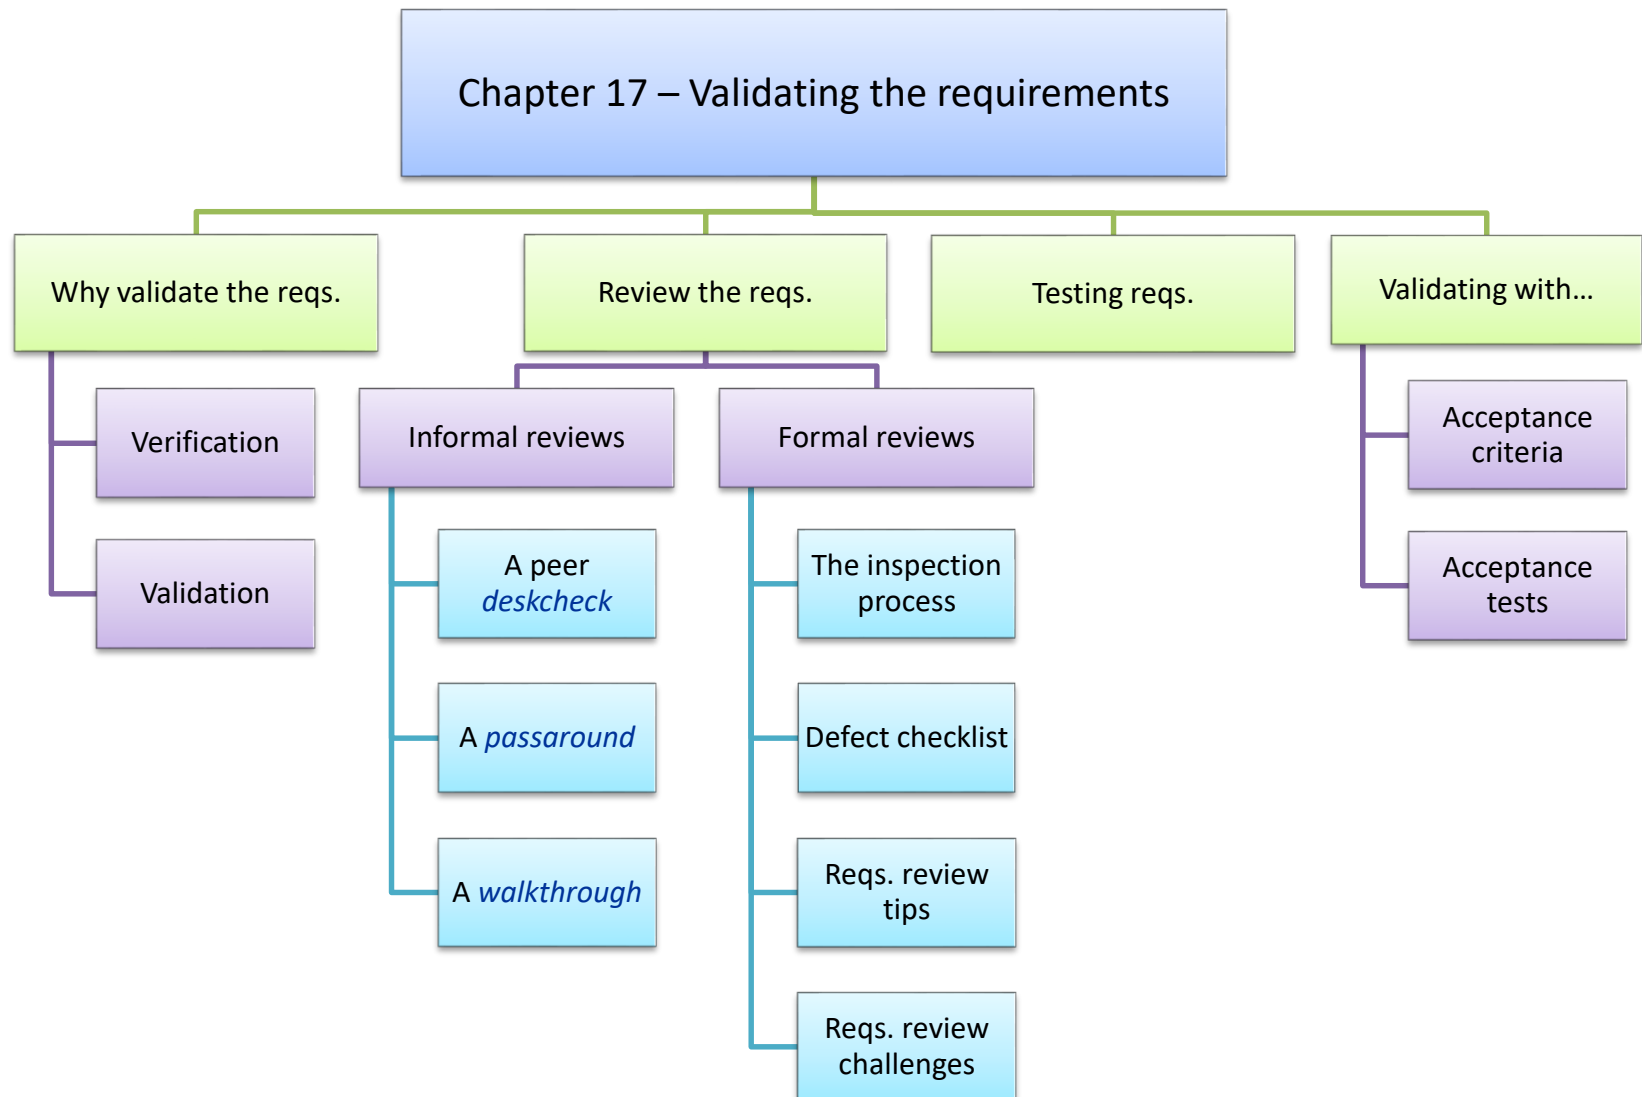 Chapter 17 – Validating the requirements
Why validate the reqs.
Verification
Validation
Review the reqs.
Informal reviews
A peer
deskcheck
A passaround
A walkthrough
Formal reviews
The inspection
process
Defect checklist
Reqs. review
tips
Reqs. review
challenges
Testing reqs.
Validating with…
Acceptance
criteria
Acceptance
tests